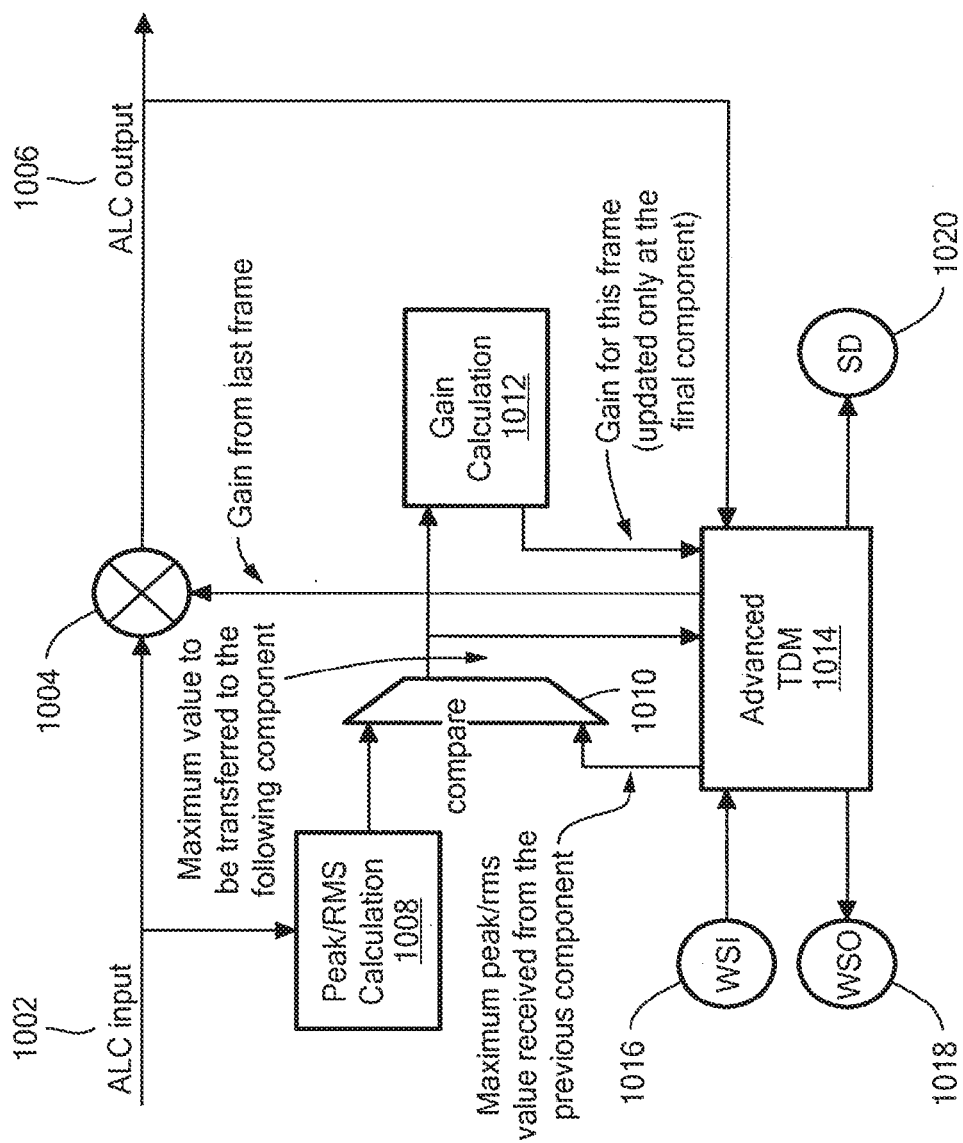 1002
ALC input
1004
1006
ALC output
Gain from last frame
Maximum value to
be transferred to the
following component
Peak/RMS
Calculation
1008
compare
1010
Gain
Calculation
1012
Gain for this frame
(updated only at the
final component)
Maximum peak/rms
value received from the
previous component
Advanced
TDM
1014
1016
WSI
WSO
1018
SD
1020